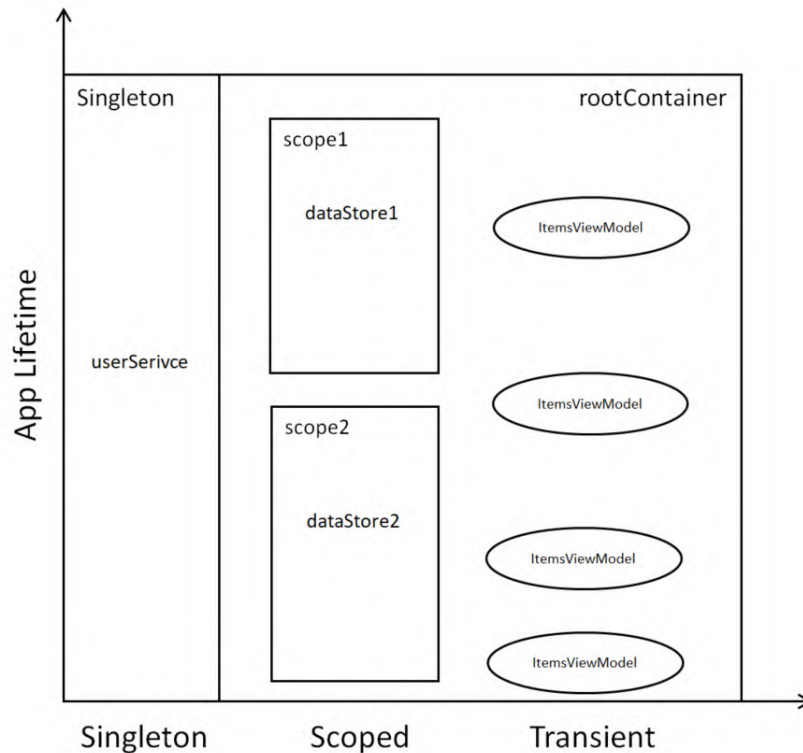 Singleton
rootContainer
scope1
dataStore1
ItemsViewModel
App Lifetime
userSerivce
ItemsViewModel
scope2
dataStore2
ItemsViewModel
ItemsViewModel
Singleton
Scoped
Transient